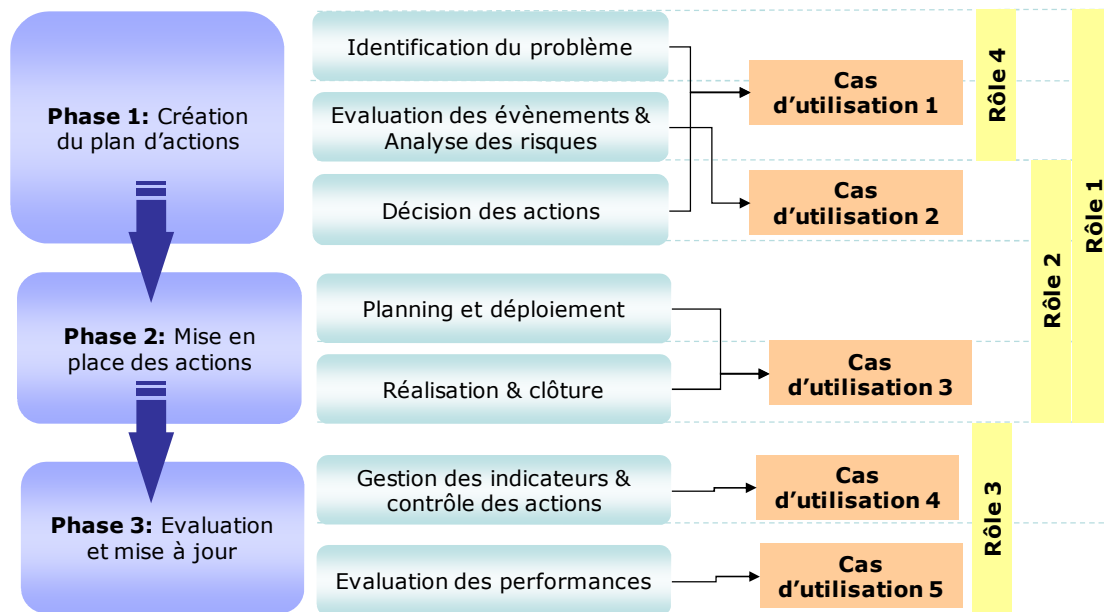 Phase 1: Création
du plan d'actions
Phase 2: Mise en
place des actions
Phase 3: Evaluation
et mise à jour
Identification du problème
Evaluation des évènements &
Analyse des risques
Décision des actions
Planning et déploiement
Réalisation & clôture
Gestion des indicateurs &
contrôle des actions
Evaluation des performances
Cas
d'utilisation 1
Cas
d'utilisation 2
Cas
d'utilisation 3
Cas
d'utilisation 4
Cas
d'utilisation 5
Rôle 4
Rôle 3
Rôle 2
Rôle 1